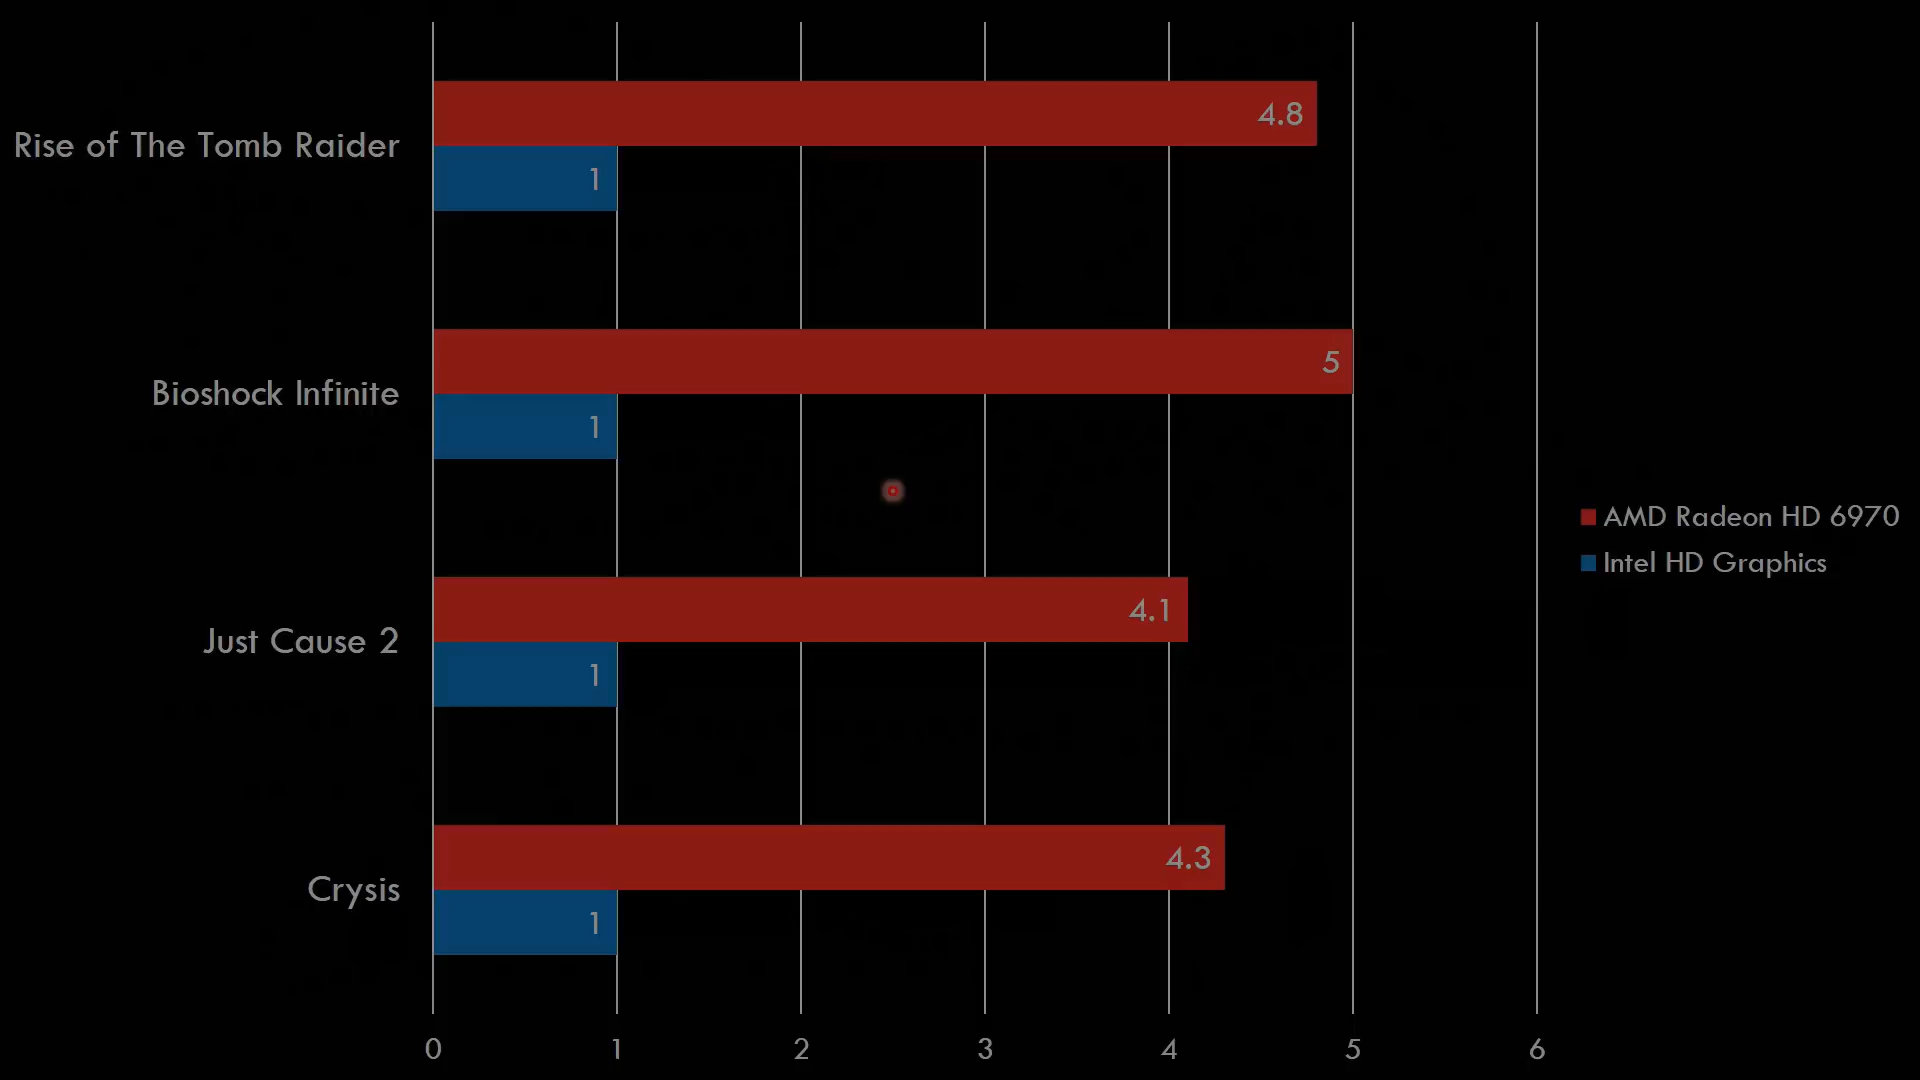 4.8
Rise of The Tomb Raider
1
5
Bioshock Infinite
1
AMD Radeon HD 6970
Intel HD Graphics
4.1
Just Cause 2
1
4.3
Crysis
1
0 1 2 3 4 5 6